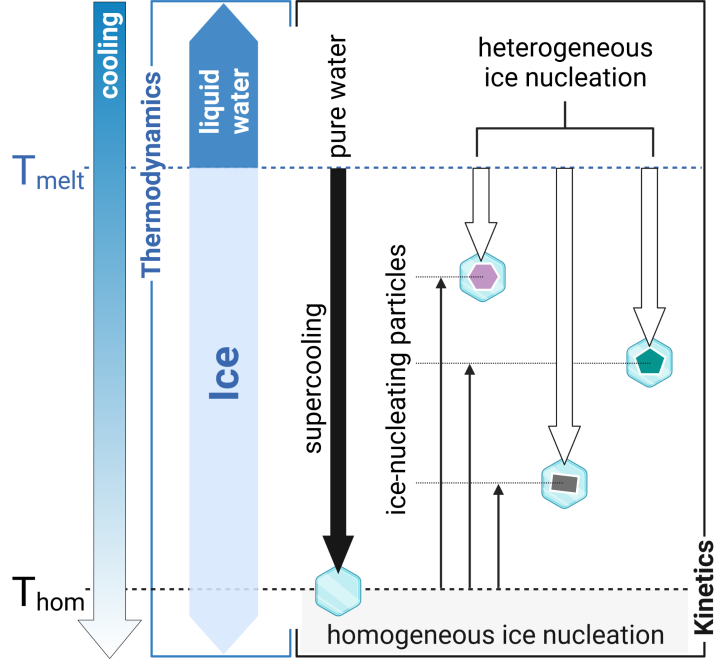 cooling
Thermodynamics
liquid
water
pure water
heterogeneous
ice nucleation
T melt
Ice
supercooling
ice-nucleating particles
T hom
homogeneous ice nucleation
Kinetics